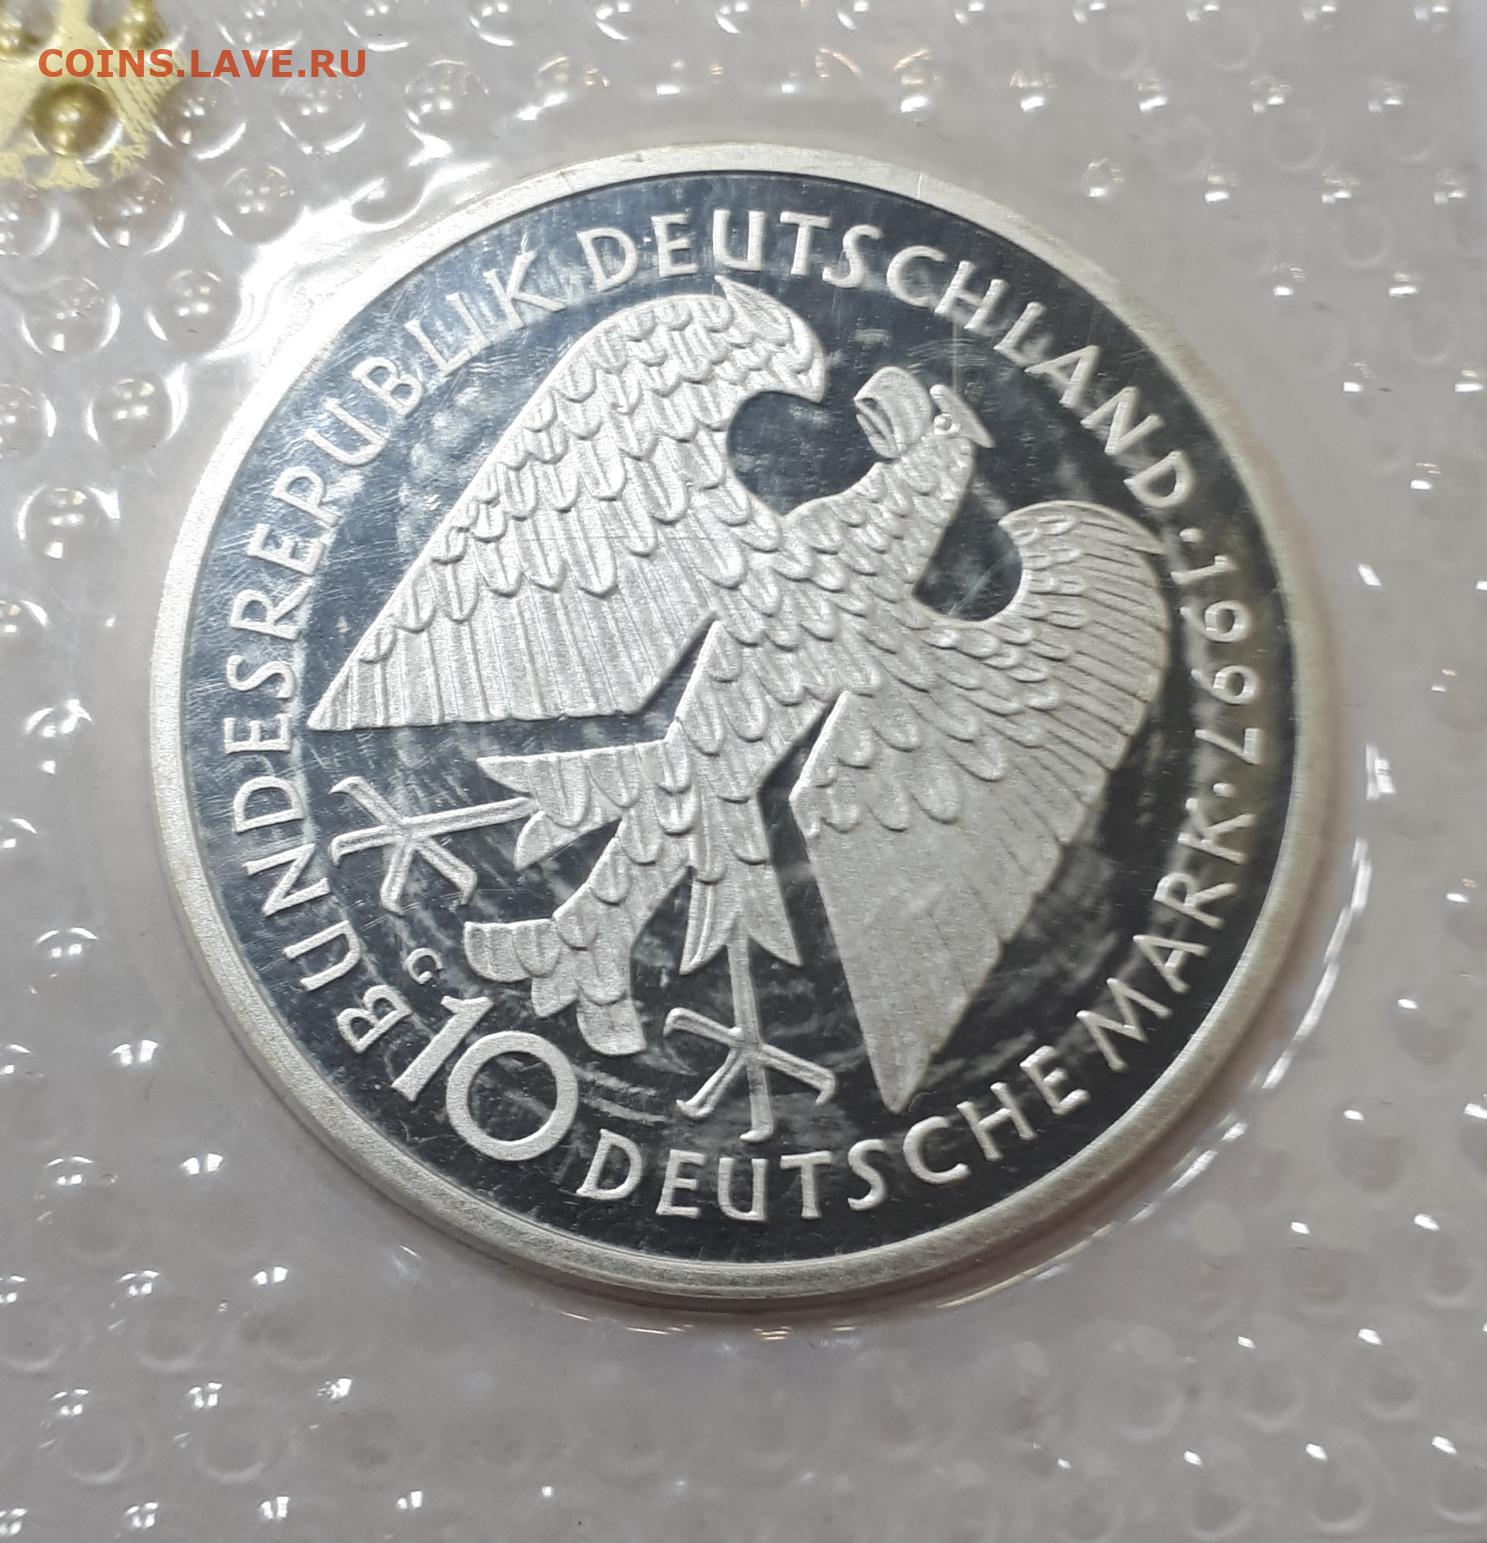 COINS.LAVE.RU
BUNDESREPUBLIK DEUTSCHLAND · 1997 ·
10 DEUTSCHE MARK
G